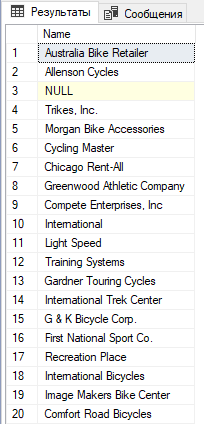 Результаты Сообщения
Name
1 Australia Bike Retailer
2 Allenson Cycles
3 NULL
4 Trikes, Inc.
5 Morgan Bike Accessories
6 Cycling Master
7 Chicago Rent-All
8 Greenwood Athletic Company
9 Compete Enterprises, Inc
10 International
11 Light Speed
12 Training Systems
13 Gardner Touring Cycles
14 International Trek Center
15 G & K Bicycle Corp.
16 First National Sport Co.
17 Recreation Place
18 International Bicycles
19 Image Makers Bike Center
20 Comfort Road Bicycles